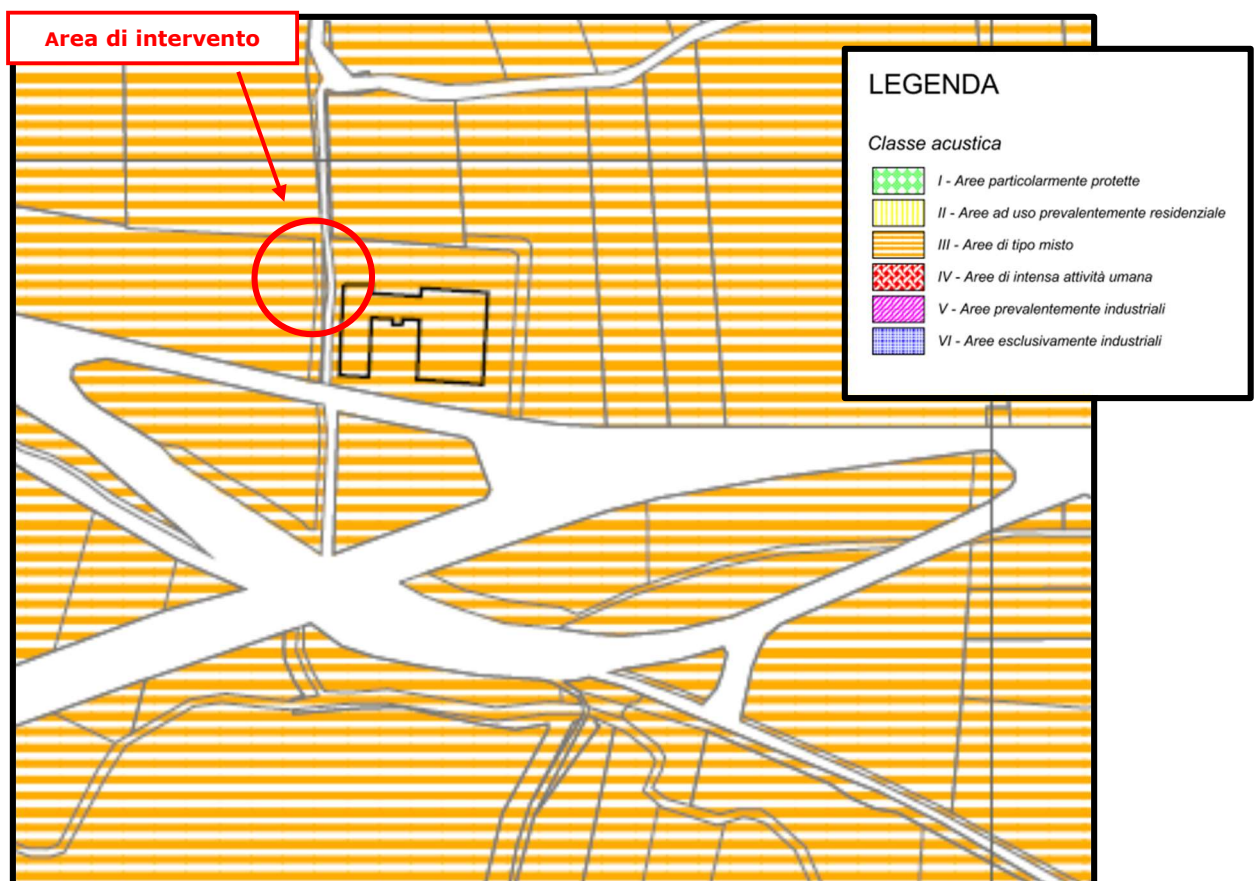 Area di intervento
LEGENDA
Classe acustica
I - Aree particolarmente protette
II - Aree ad uso prevalentemente residenziale
III - Aree di tipo misto
IV - Aree di intensa attività umana
V - Aree prevalentemente industriali
VI - Aree esclusivamente industriali